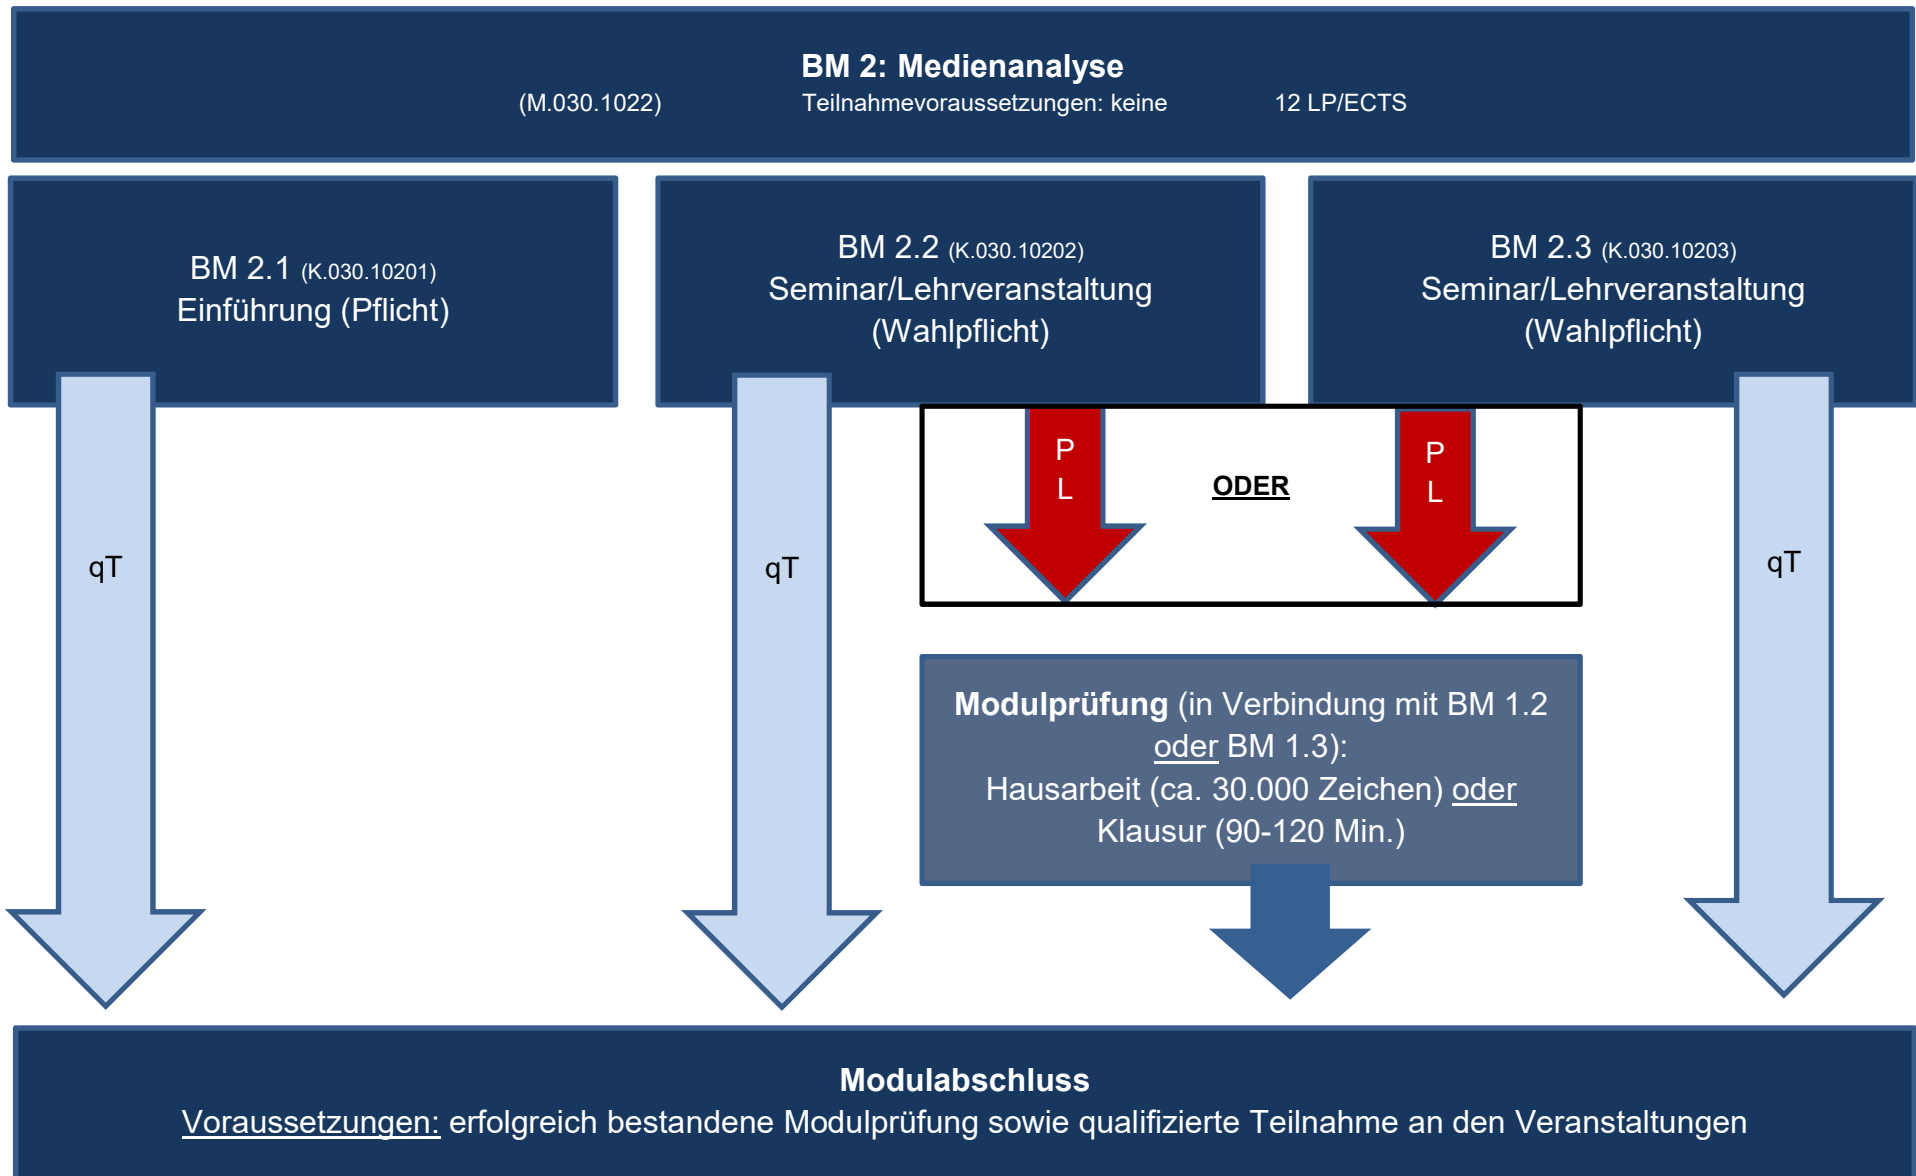 BM 2: Medienanalyse
(M.030.1022) Teilnahmevoraussetzungen: keine 12 LP/ECTS
BM 2.1 (K.030.10201)
Einführung (Pflicht)
BM 2.2 (K.030.10202)
Seminar/Lehrveranstaltung
(Wahlpflicht)
BM 2.3 (K.030.10203)
Seminar/Lehrveranstaltung
(Wahlpflicht)
qT
qT
P
L
ODER
P
L
qT
Modulprüfung (in Verbindung mit BM 1.2
oder BM 1.3):
Hausarbeit (ca. 30.000 Zeichen) oder
Klausur (90-120 Min.)
Modulabschluss
Voraussetzungen: erfolgreich bestandene Modulprüfung sowie qualifizierte Teilnahme an den Veranstaltungen